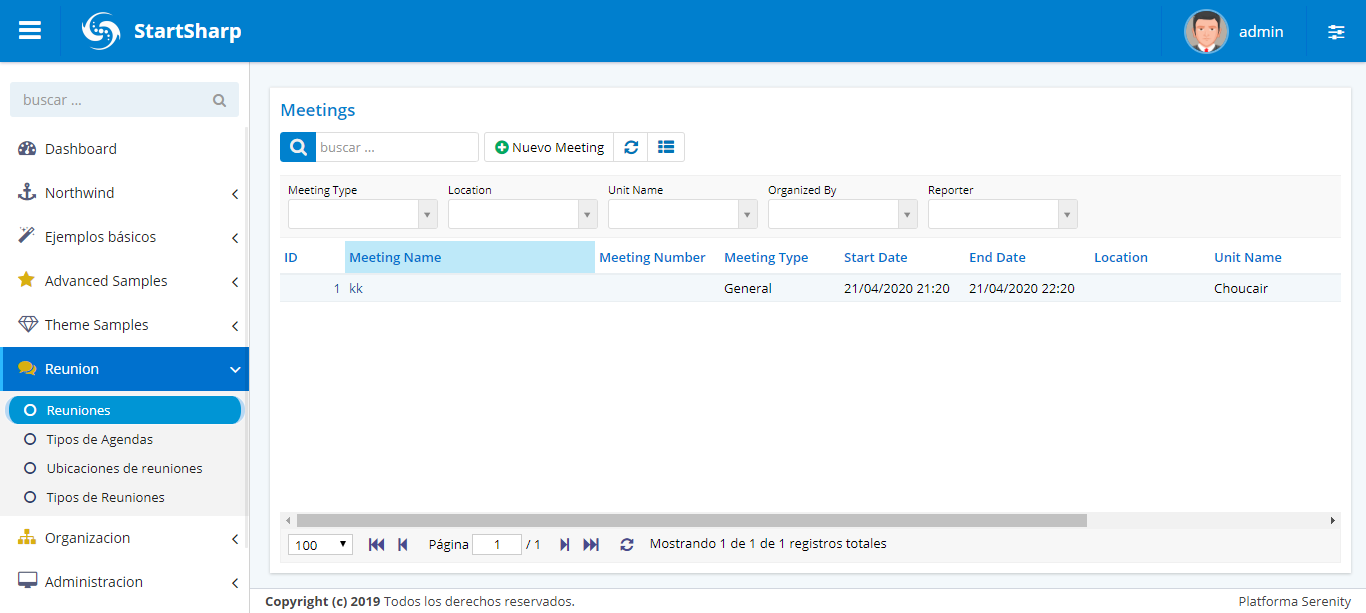 StartSharp
admin
buscar ...
Dashboard
Northwind
Ejemplos básicos
Advanced Samples
Theme Samples
Reunion
Reuniones
Tipos de Agendas
Ubicaciones de reuniones
Tipos de Reuniones
Organizacion
Administracion
Meetings
buscar ...
Nuevo Meeting
Meeting Type Location Unit Name Organized By Reporter
ID Meeting Name Meeting Number Meeting Type Start Date End Date Location Unit Name
1 kk General 21/04/2020 21:20 21/04/2020 22:20 Choucair
100 Página 1 / 1 Mostrando 1 de 1 de 1 registros totales
Copyright (c) 2019 Todos los derechos reservados. Platforma Serenity